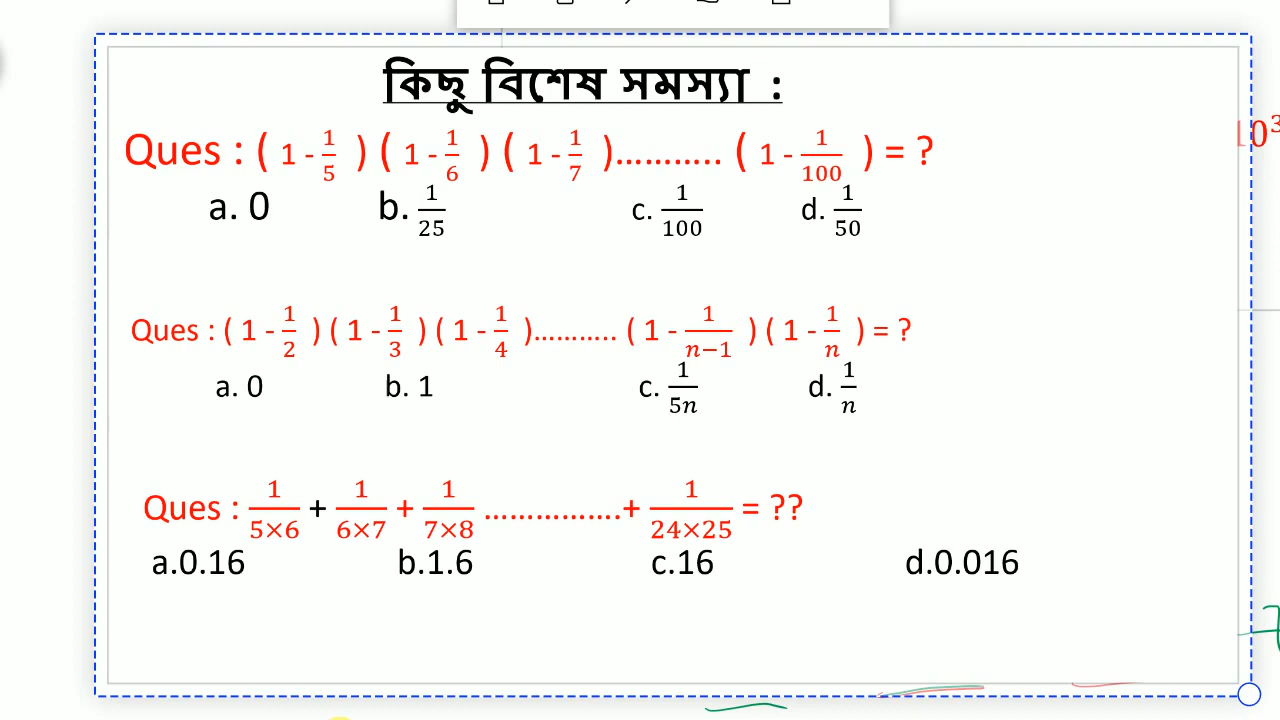 কিছু বিশেষ সমস্যা :
Ques : ( 1 - 1/5 ) ( 1 - 1/6 ) ( 1 - 1/7 )……….. ( 1 - 1/100 ) = ?
a. 0 b. 1/25 c. 1/100 d. 1/50
Ques : ( 1 - 1/2 ) ( 1 - 1/3 ) ( 1 - 1/4 )……….. ( 1 - 1/(n−1) ) ( 1 - 1/n ) = ?
a. 0 b. 1 c. 1/5n d. 1/n
Ques : 1/(5×6) + 1/(6×7) + 1/(7×8) …………….+ 1/(24×25) = ??
a.0.16 b.1.6 c.16 d.0.016
10³